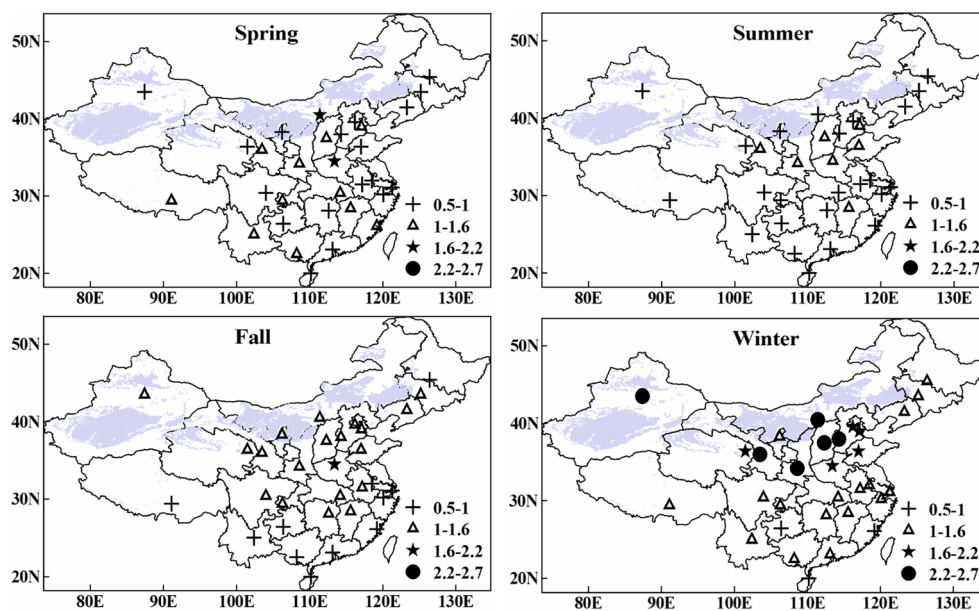 Spring
50N
40N
30N
20N
80E 90E 100E 110E 120E 130E
0.5-1
1-1.6
1.6-2.2
2.2-2.7
Summer
50N
40N
30N
20N
80E 90E 100E 110E 120E 130E
0.5-1
1-1.6
1.6-2.2
2.2-2.7
Fall
50N
40N
30N
20N
80E 90E 100E 110E 120E 130E
0.5-1
1-1.6
1.6-2.2
2.2-2.7
Winter
50N
40N
30N
20N
80E 90E 100E 110E 120E 130E
0.5-1
1-1.6
1.6-2.2
2.2-2.7